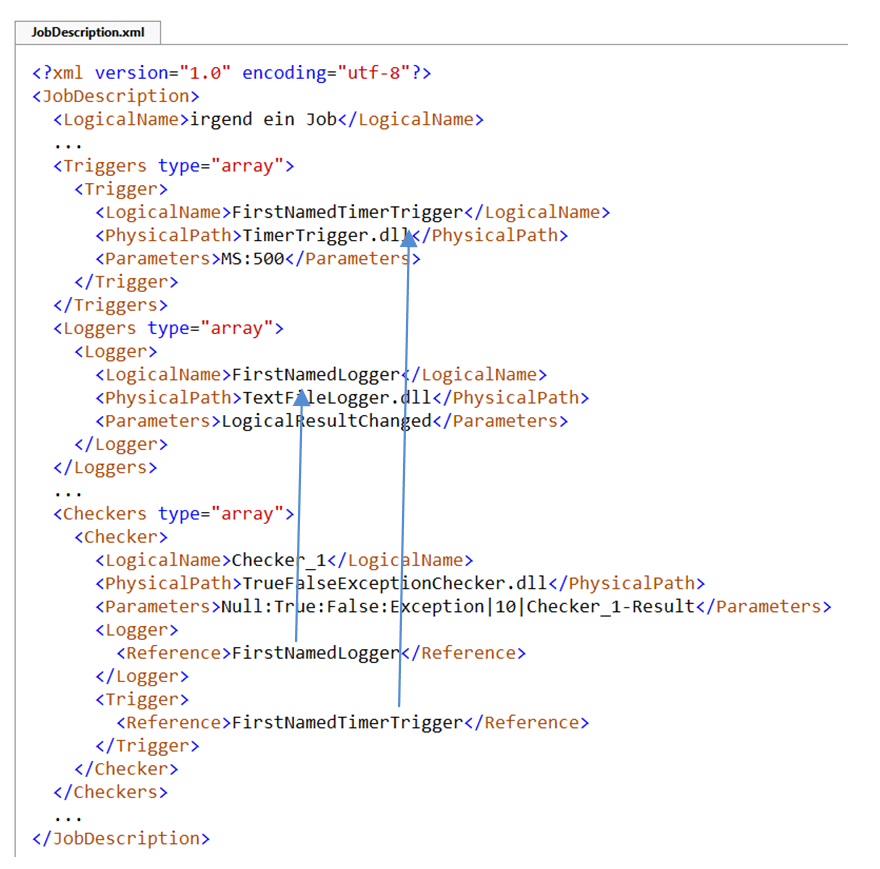 JobDescription.xml
<?xml version="1.0" encoding="utf-8"?>
<JobDescription>
  <LogicalName>irgend ein Job</LogicalName>
  ...
  <Triggers type="array">
    <Trigger>
      <LogicalName>FirstNamedTimerTrigger</LogicalName>
      <PhysicalPath>TimerTrigger.dll</PhysicalPath>
      <Parameters>MS:500</Parameters>
    </Trigger>
  </Triggers>
  <Loggers type="array">
    <Logger>
      <LogicalName>FirstNamedLogger</LogicalName>
      <PhysicalPath>TextFileLogger.dll</PhysicalPath>
      <Parameters>LogicalResultChanged</Parameters>
    </Logger>
  </Loggers>
  ...
  <Checkers type="array">
    <Checker>
      <LogicalName>Checker_1</LogicalName>
      <PhysicalPath>TrueFalseExceptionChecker.dll</PhysicalPath>
      <Parameters>Null:True:False:Exception|10|Checker_1-Result</Parameters>
      <Logger>
        <Reference>FirstNamedLogger</Reference>
      </Logger>
      <Trigger>
        <Reference>FirstNamedTimerTrigger</Reference>
      </Trigger>
    </Checker>
  </Checkers>
  ...
</JobDescription>